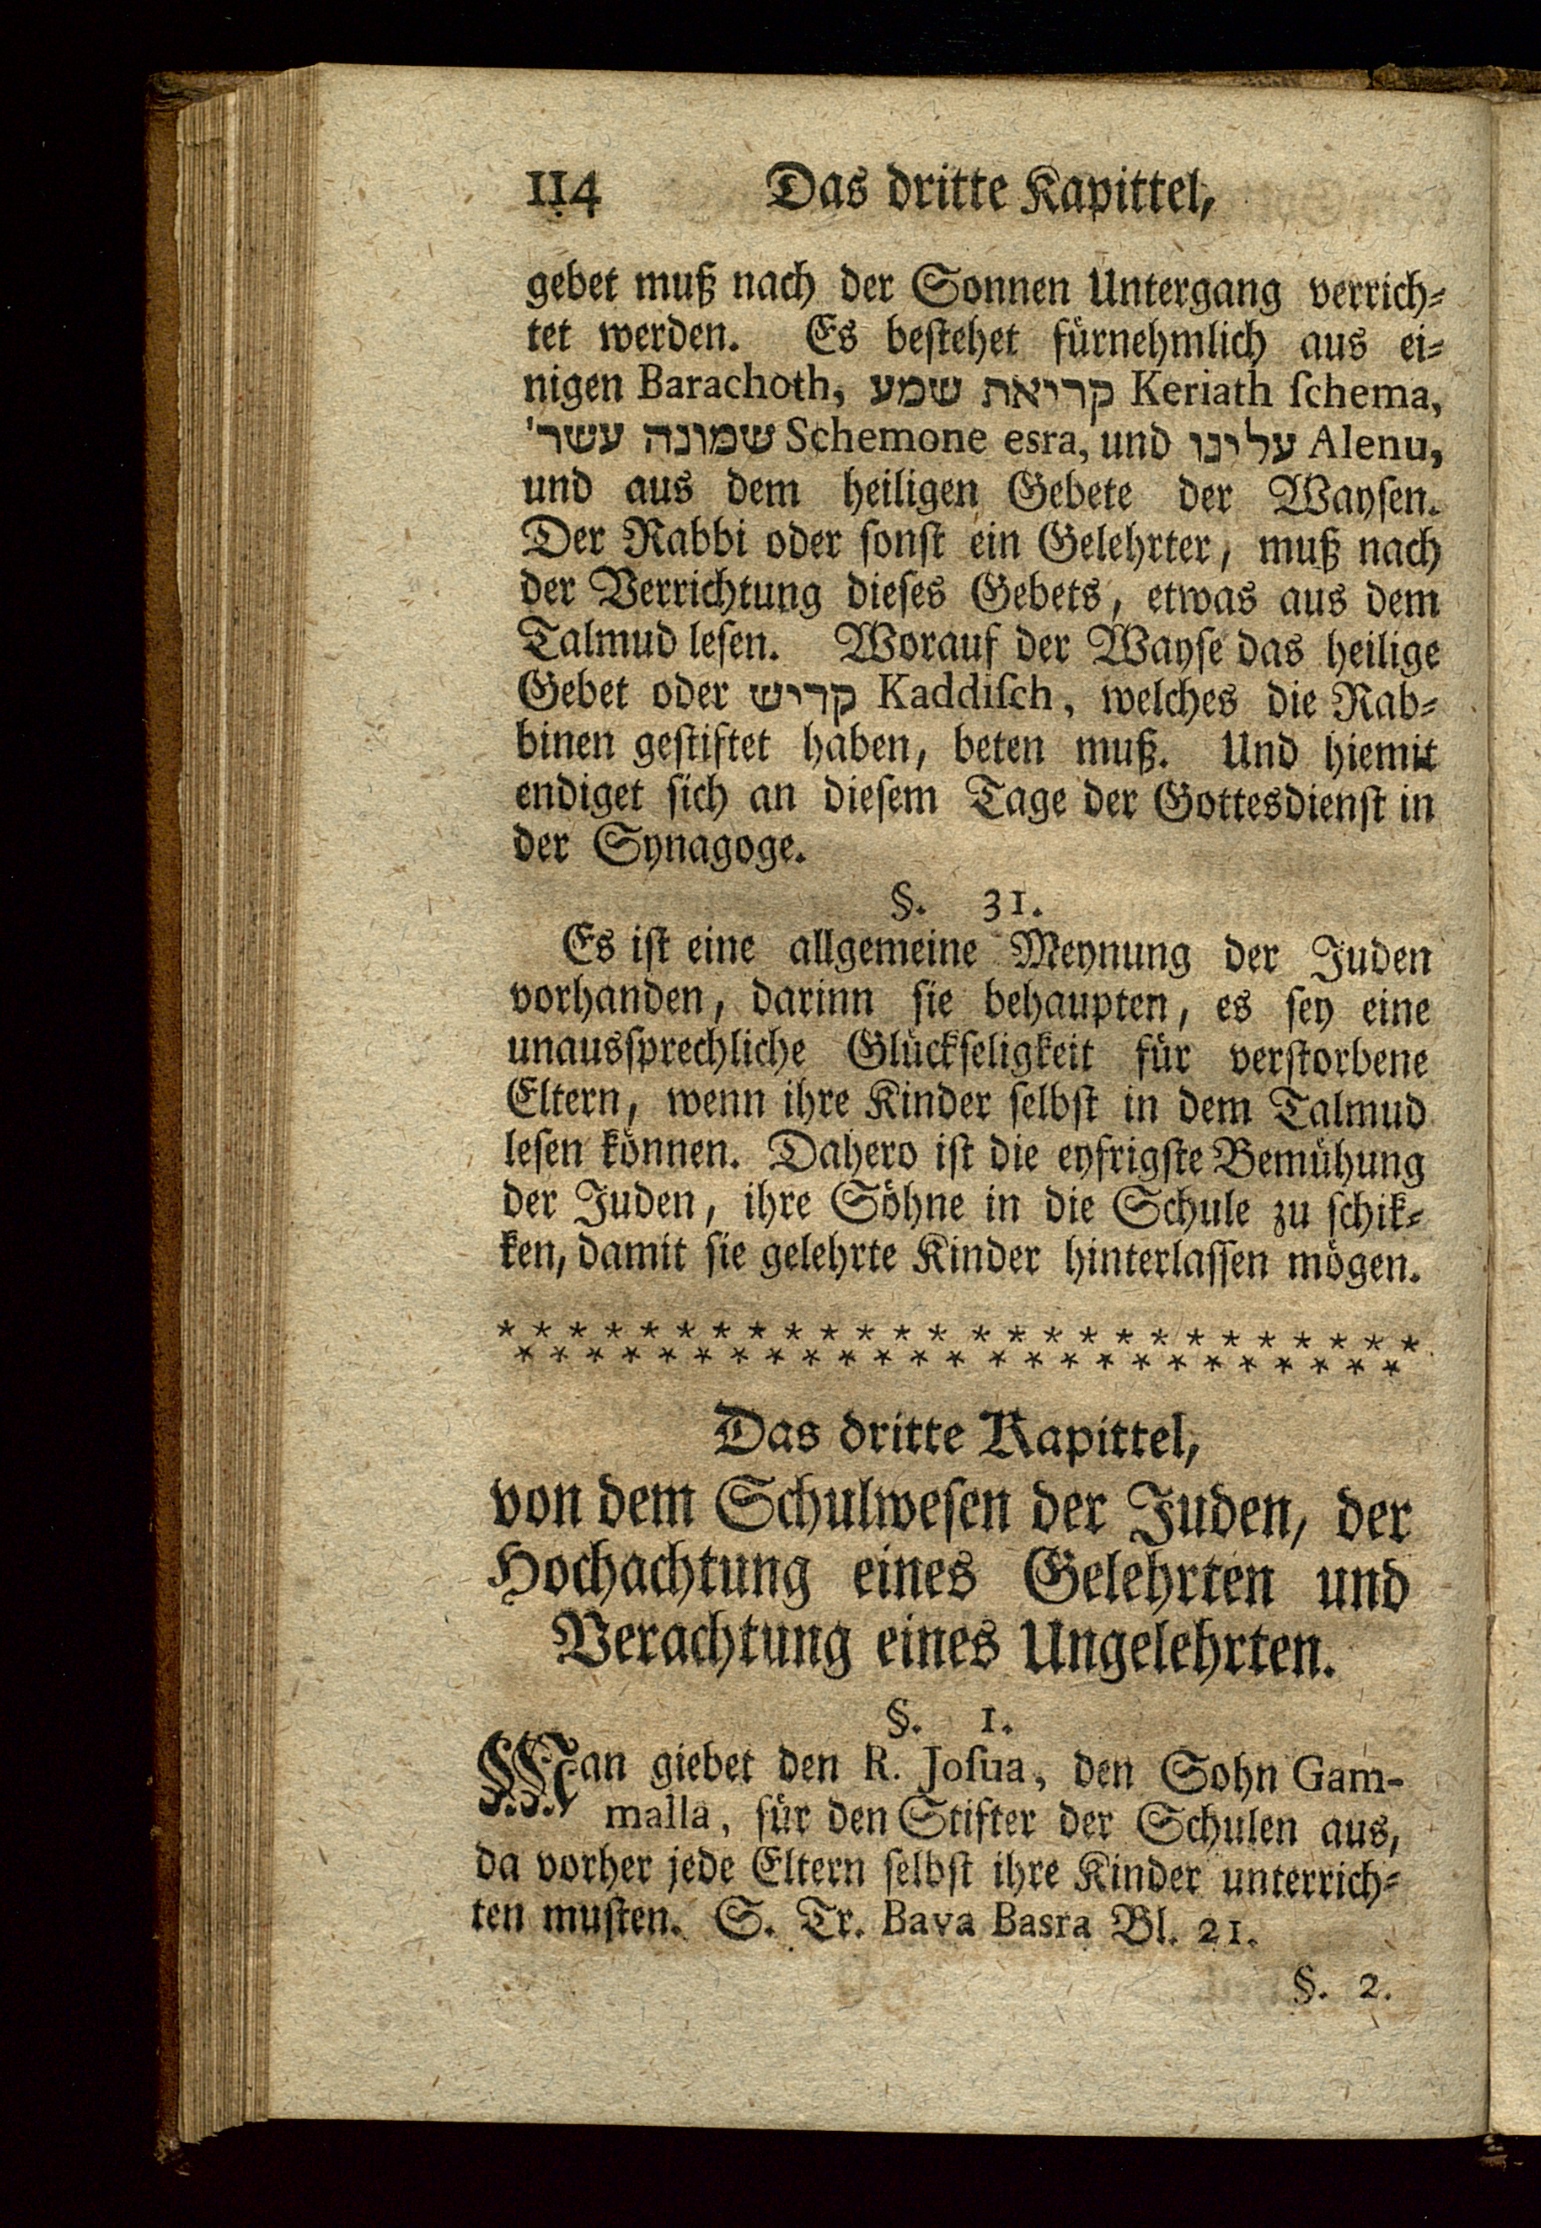 114 Das dritte Kapittel,
gebet muß nach der Sonnen Untergang verrich-
tet werden. Es bestehet fürnehmlich aus ei-
nigen Barachoth, קריאת שמע Keriath schema,
שמונה עשר' Schemone esra, und עלינו Alenu,
und aus dem heiligen Gebete der Waysen.
Der Rabbi oder sonst ein Gelehrter, muß nach
der Verrichtung dieses Gebets, etwas aus dem
Talmud lesen. Worauf der Wayse das heilige
Gebet oder קדיש Kaddisch, welches die Rab-
binen gestiftet haben, beten muß. Und hiemit
endiget sich an diesem Tage der Gottesdienst in
der Synagoge.
§. 31.
Es ist eine allgemeine Meynung der Juden
vorhanden, darinn sie behaupten, es sey eine
unaussprechliche Glückseligkeit für verstorbene
Eltern, wenn ihre Kinder selbst in dem Talmud
lesen können. Dahero ist die eyfrigste Bemühung
der Juden, ihre Söhne in die Schule zu schik-
ken, damit sie gelehrte Kinder hinterlassen mögen.
* * * * * * * * * * * * * * * * * * * * * * * * * *
* * * * * * * * * * * * * * * * * * * * * * * * *
Das dritte Kapittel,
von dem Schulwesen der Juden, der
Hochachtung eines Gelehrten und
Verachtung eines Ungelehrten.
§. 1.
Man giebet den R. Josua, den Sohn Gam-
malla, für den Stifter der Schulen aus,
da vorher jede Eltern selbst ihre Kinder unterrich-
ten musten. S. Tr. Bava Basra Bl. 21.
§. 2.